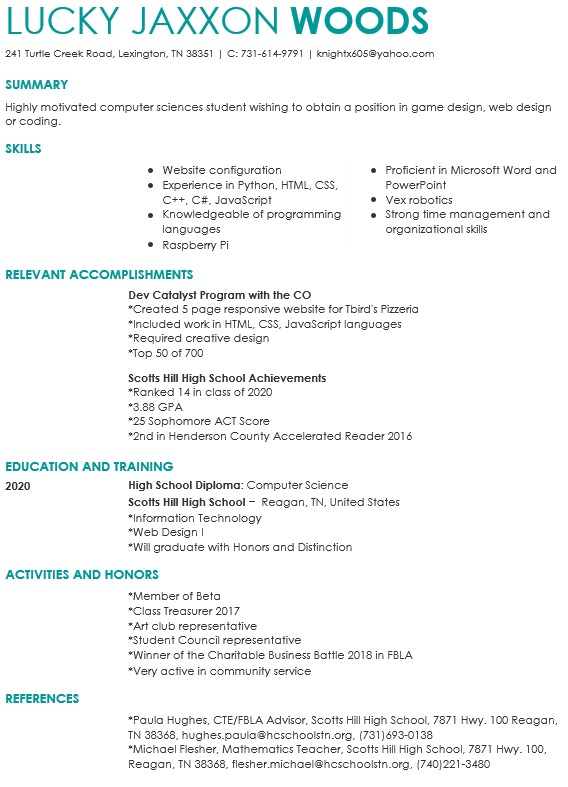 LUCKY JAXXON WOODS
241 Turtle Creek Road, Lexington, TN 38351 | C: 731-614-9791 | knightx605@yahoo.com
SUMMARY
Highly motivated computer sciences student wishing to obtain a position in game design, web design
or coding.
SKILLS
• Website configuration
• Experience in Python, HTML, CSS,
C++, C#, JavaScript
• Knowledgeable of programming
languages
• Raspberry Pi
• Proficient in Microsoft Word and
PowerPoint
• Vex robotics
• Strong time management and
organizational skills
RELEVANT ACCOMPLISHMENTS
Dev Catalyst Program with the CO
*Created 5 page responsive website for Tbird's Pizzeria
*Included work in HTML, CSS, JavaScript languages
*Required creative design
*Top 50 of 700
Scotts Hill High School Achievements
*Ranked 14 in class of 2020
*3.88 GPA
*25 Sophomore ACT Score
*2nd in Henderson County Accelerated Reader 2016
EDUCATION AND TRAINING
2020 High School Diploma: Computer Science
Scotts Hill High School – Reagan, TN, United States
*Information Technology
*Web Design I
*Will graduate with Honors and Distinction
ACTIVITIES AND HONORS
*Member of Beta
*Class Treasurer 2017
*Art club representative
*Student Council representative
*Winner of the Charitable Business Battle 2018 in FBLA
*Very active in community service
REFERENCES
*Paula Hughes, CTE/FBLA Advisor, Scotts Hill High School, 7871 Hwy. 100 Reagan,
TN 38368, hughes.paula@hcschoolstn.org, (731)693-0138
*Michael Flesher, Mathematics Teacher, Scotts Hill High School, 7871 Hwy. 100,
Reagan, TN 38368, flesher.michael@hcschoolstn.org, (740)221-3480